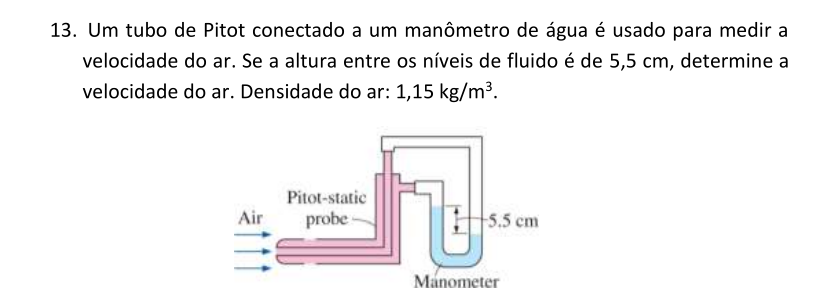 13. Um tubo de Pitot conectado a um manômetro de água é usado para medir a
velocidade do ar. Se a altura entre os níveis de fluido é de 5,5 cm, determine a
velocidade do ar. Densidade do ar: 1,15 kg/m³.
Pitot-static
Air probe
5.5 cm
Manometer